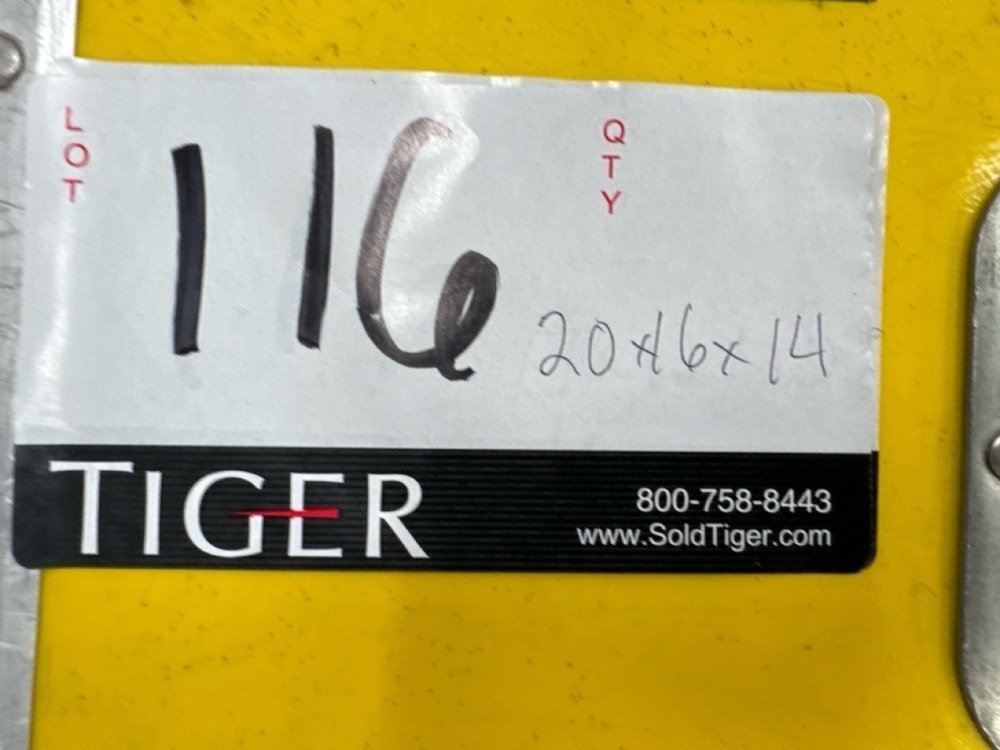 LOT
116
QTY
20x16x14
TIGER
800-758-8443
www.SoldTiger.com